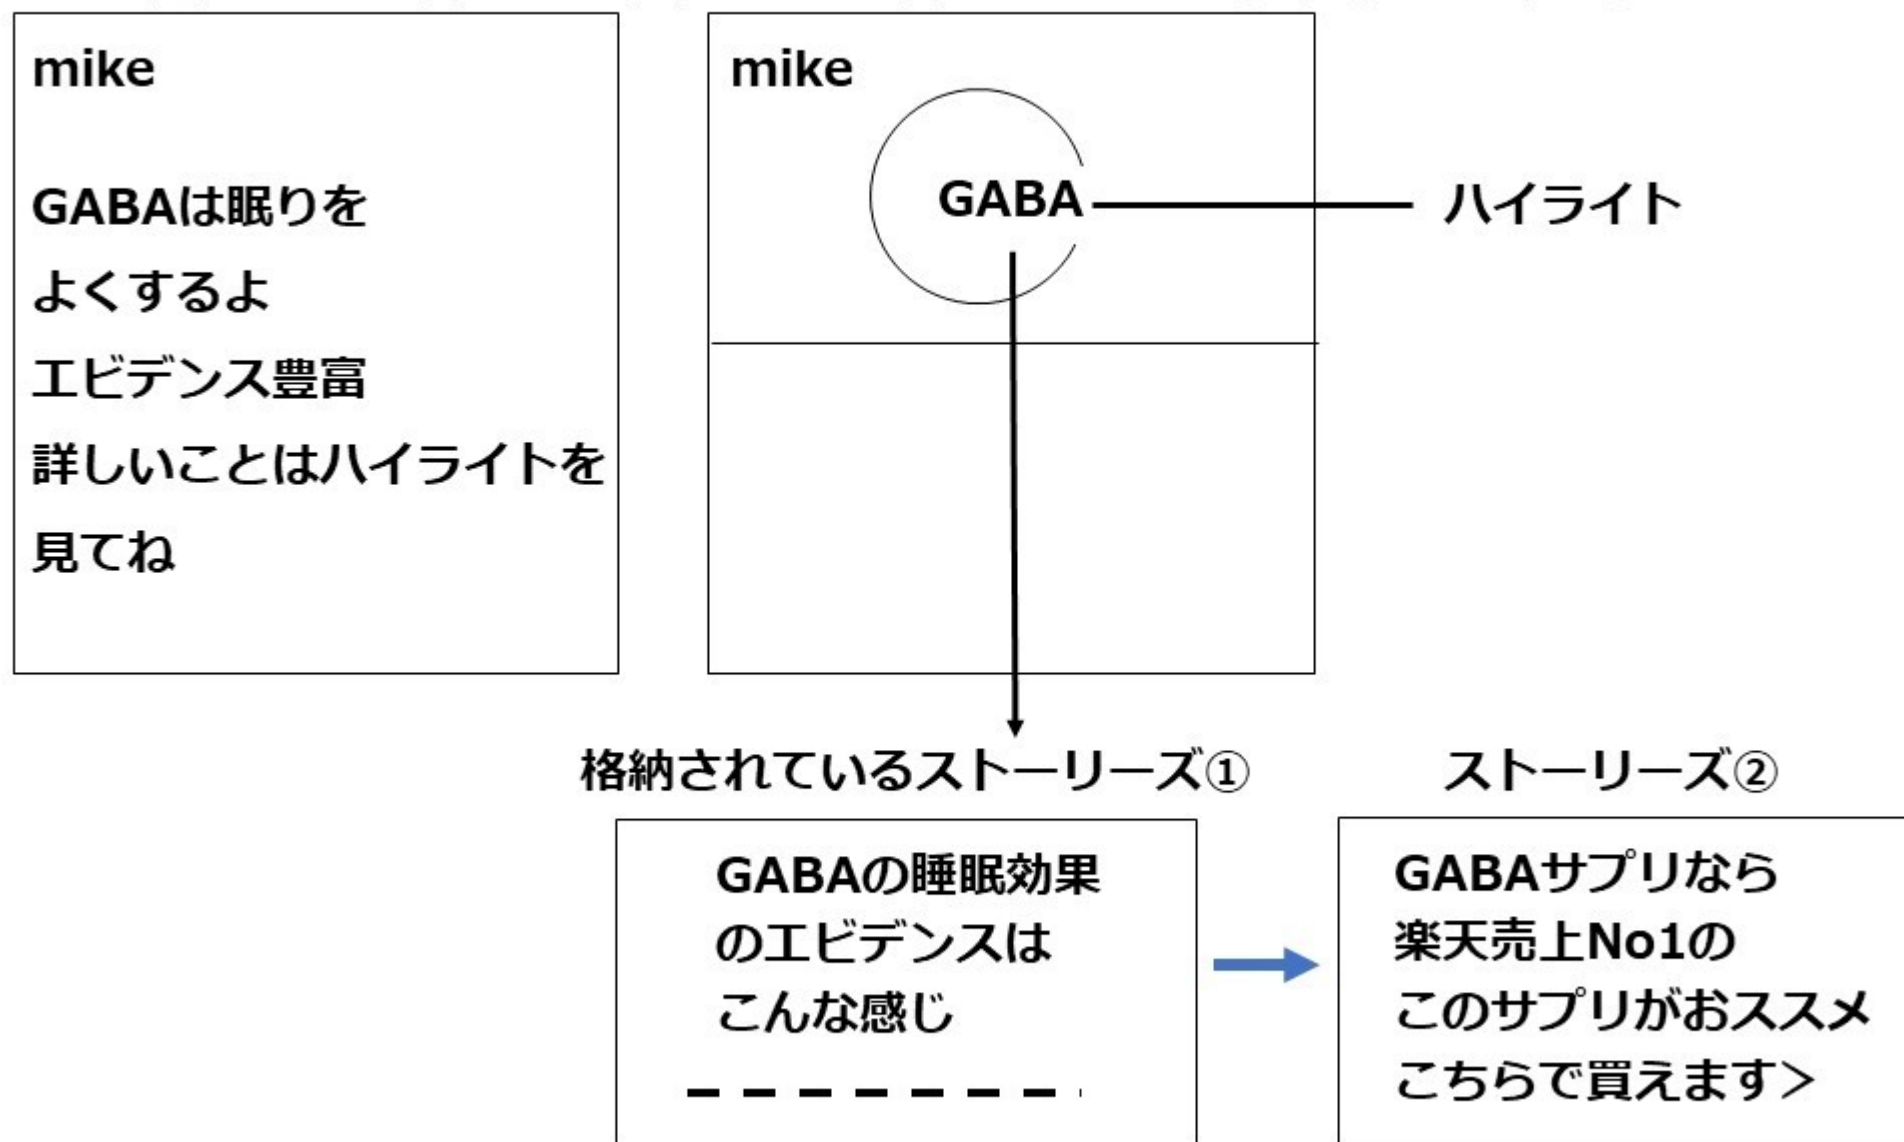 mike
GABAは眠りを
よくするよ
エビデンス豊富
詳しいことはハイライトを
見てね
mike
GABA
ハイライト
格納されているストーリーズ①
GABAの睡眠効果
のエビデンスは
こんな感じ
ストーリーズ②
GABAサプリなら
楽天売上No1の
このサプリがおススメ
こちらで買えます＞